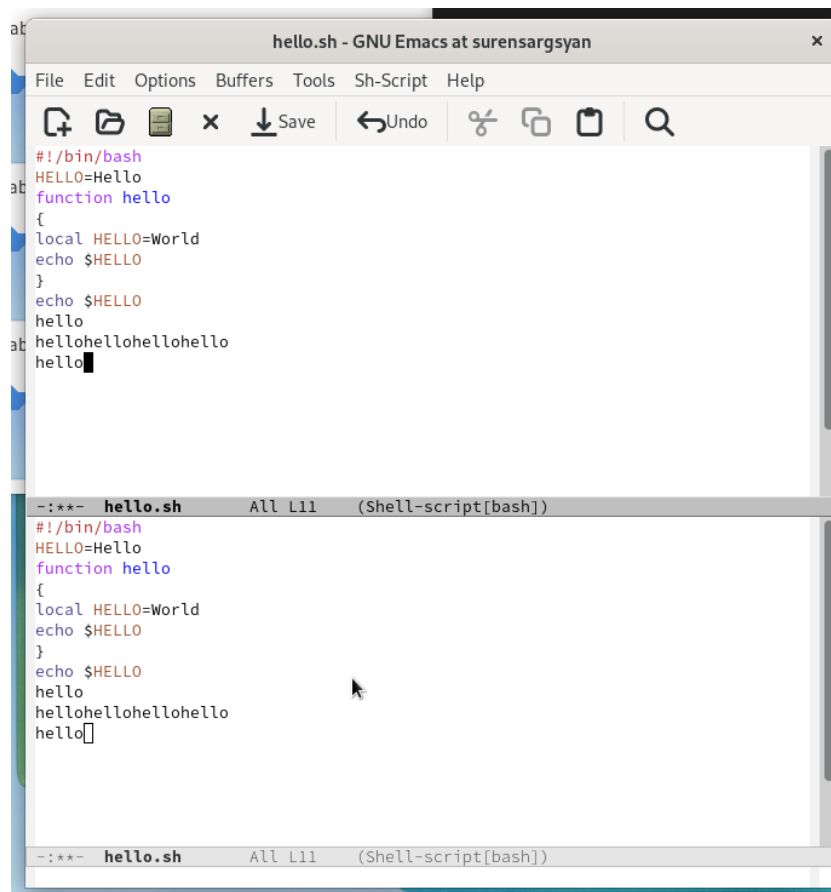 ab
hello.sh - GNU Emacs at surensargsyan ×
File Edit Options Buffers Tools Sh-Script Help
Save Undo
#!/bin/bash
HELLO=Hello
function hello
{
local HELLO=World
echo $HELLO
}
echo $HELLO
hello
hellohellohellohello
hello
-:**- hello.sh All L11 (Shell-script[bash])
#!/bin/bash
HELLO=Hello
function hello
{
local HELLO=World
echo $HELLO
}
echo $HELLO
hello
hellohellohellohello
hello
-:**- hello.sh All L11 (Shell-script[bash])
ab
ab